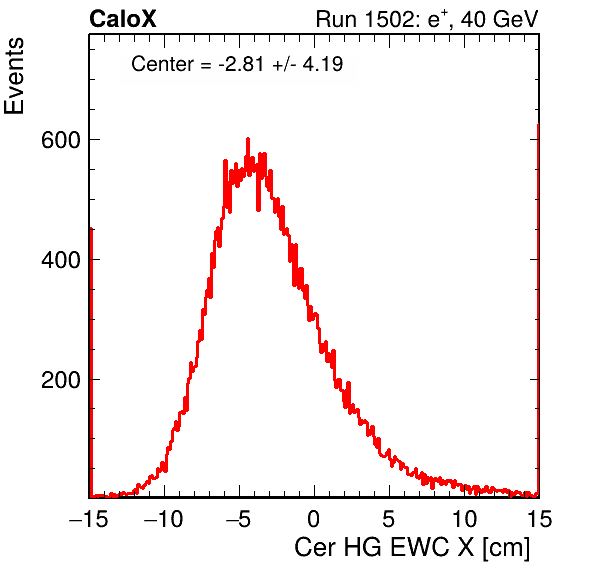 CaloX Run 1502: e⁺, 40 GeV
Center = -2.81 +/- 4.19
Events
600
400
200
−15 −10 −5 0 5 10 15
Cer HG EWC X [cm]